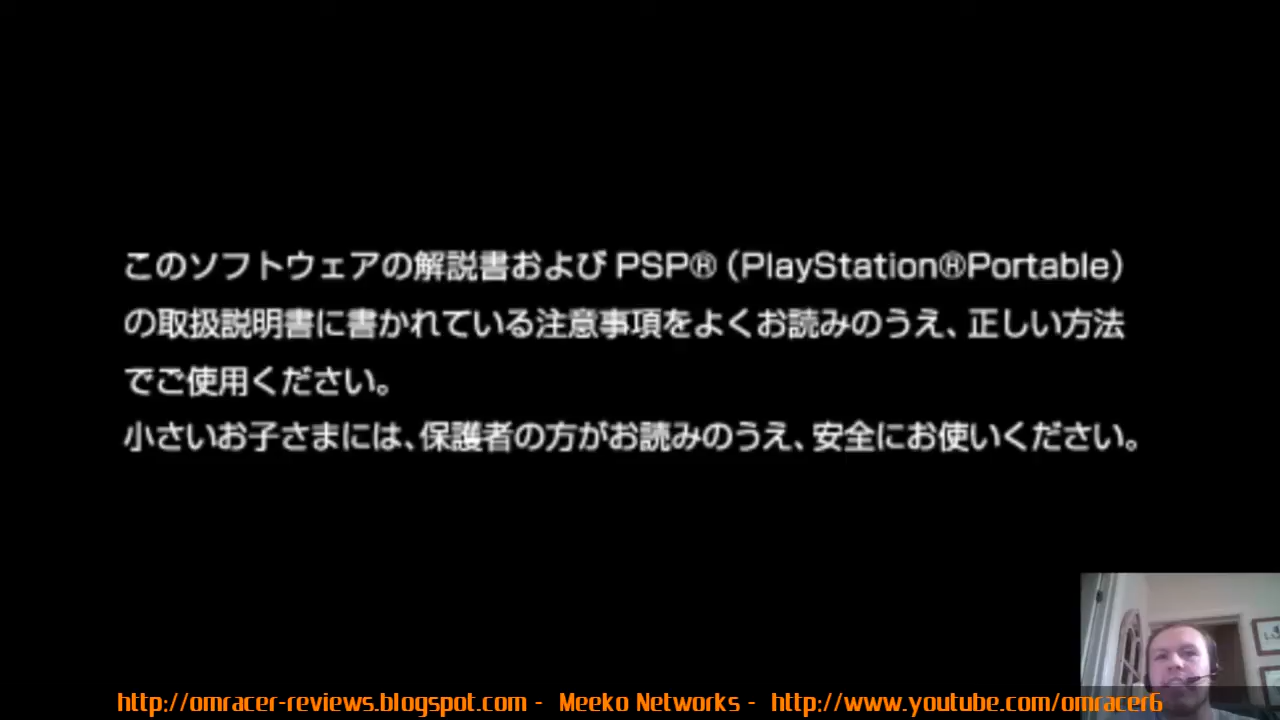 このソフトウェアの解説書およびPSP®（PlayStation®Portable）
の取扱説明書に書かれている注意事項をよくお読みのうえ、正しい方法
でご使用ください。
小さいお子さまには、保護者の方がお読みのうえ、安全にお使いください。
http://omracer-reviews.blogspot.com - Meeko Networks - http://www.youtube.com/omracer6